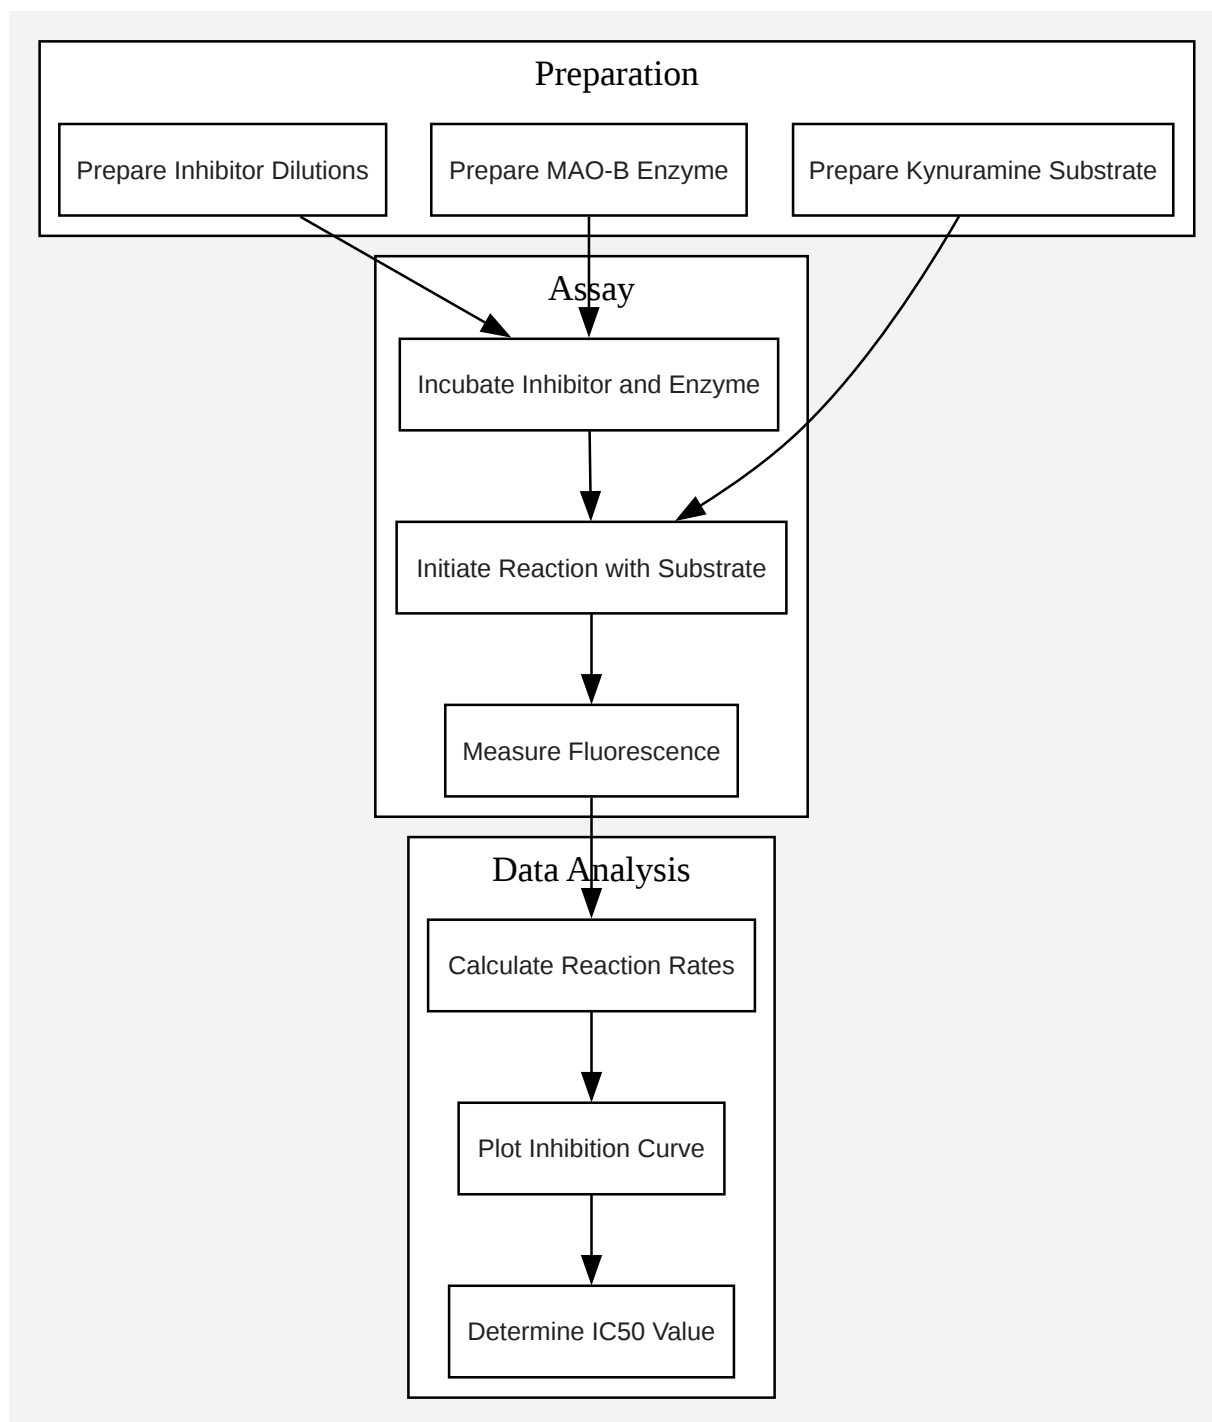 Preparation
Prepare Inhibitor Dilutions
Prepare MAO-B Enzyme
Prepare Kynuramine Substrate
Assay
Incubate Inhibitor and Enzyme
Initiate Reaction with Substrate
Measure Fluorescence
Data Analysis
Calculate Reaction Rates
Plot Inhibition Curve
Determine IC50 Value